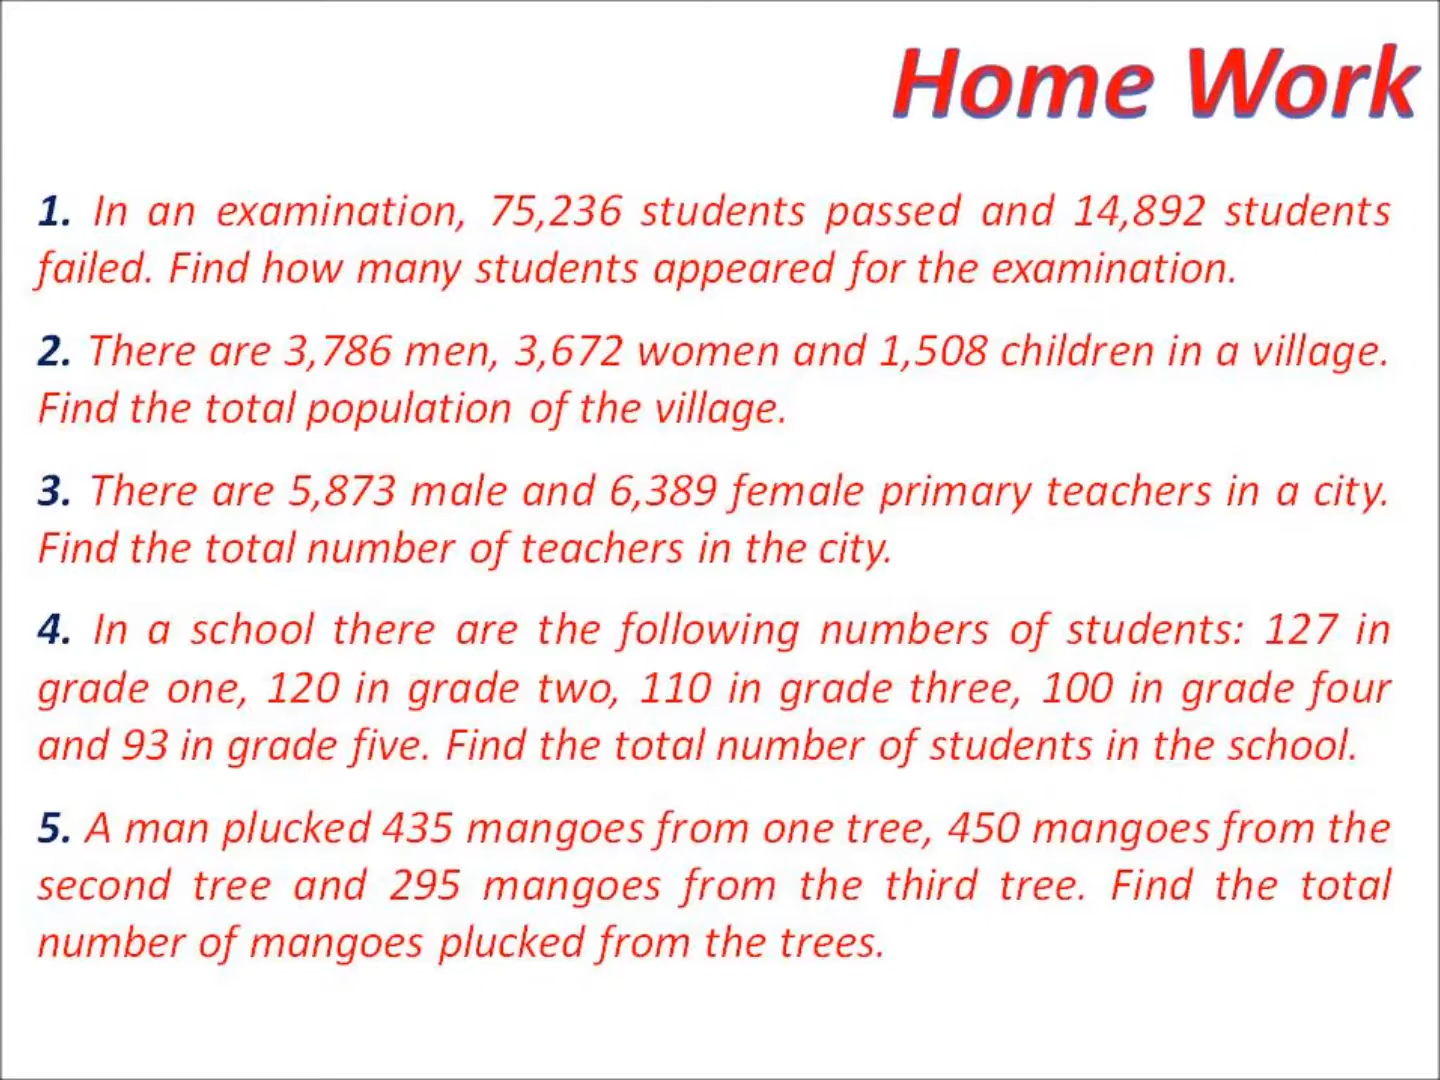 Home Work
1. In an examination, 75,236 students passed and 14,892 students
failed. Find how many students appeared for the examination.
2. There are 3,786 men, 3,672 women and 1,508 children in a village.
Find the total population of the village.
3. There are 5,873 male and 6,389 female primary teachers in a city.
Find the total number of teachers in the city.
4. In a school there are the following numbers of students: 127 in
grade one, 120 in grade two, 110 in grade three, 100 in grade four
and 93 in grade five. Find the total number of students in the school.
5. A man plucked 435 mangoes from one tree, 450 mangoes from the
second tree and 295 mangoes from the third tree. Find the total
number of mangoes plucked from the trees.